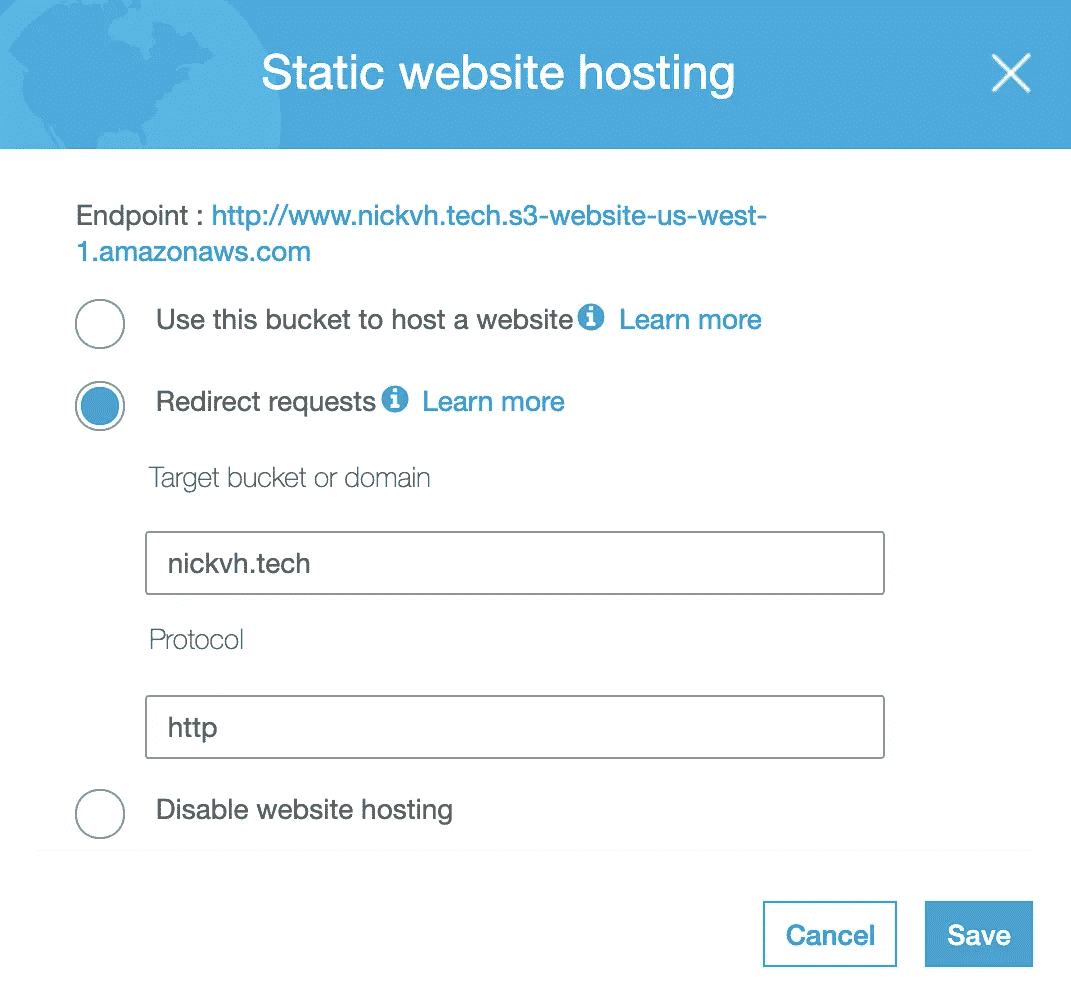 Static website hosting
Endpoint : http://www.nickvh.tech.s3-website-us-west-
1.amazonaws.com
Use this bucket to host a website i Learn more
Redirect requests i Learn more
Target bucket or domain
nickvh.tech
Protocol
http
Disable website hosting
Cancel Save